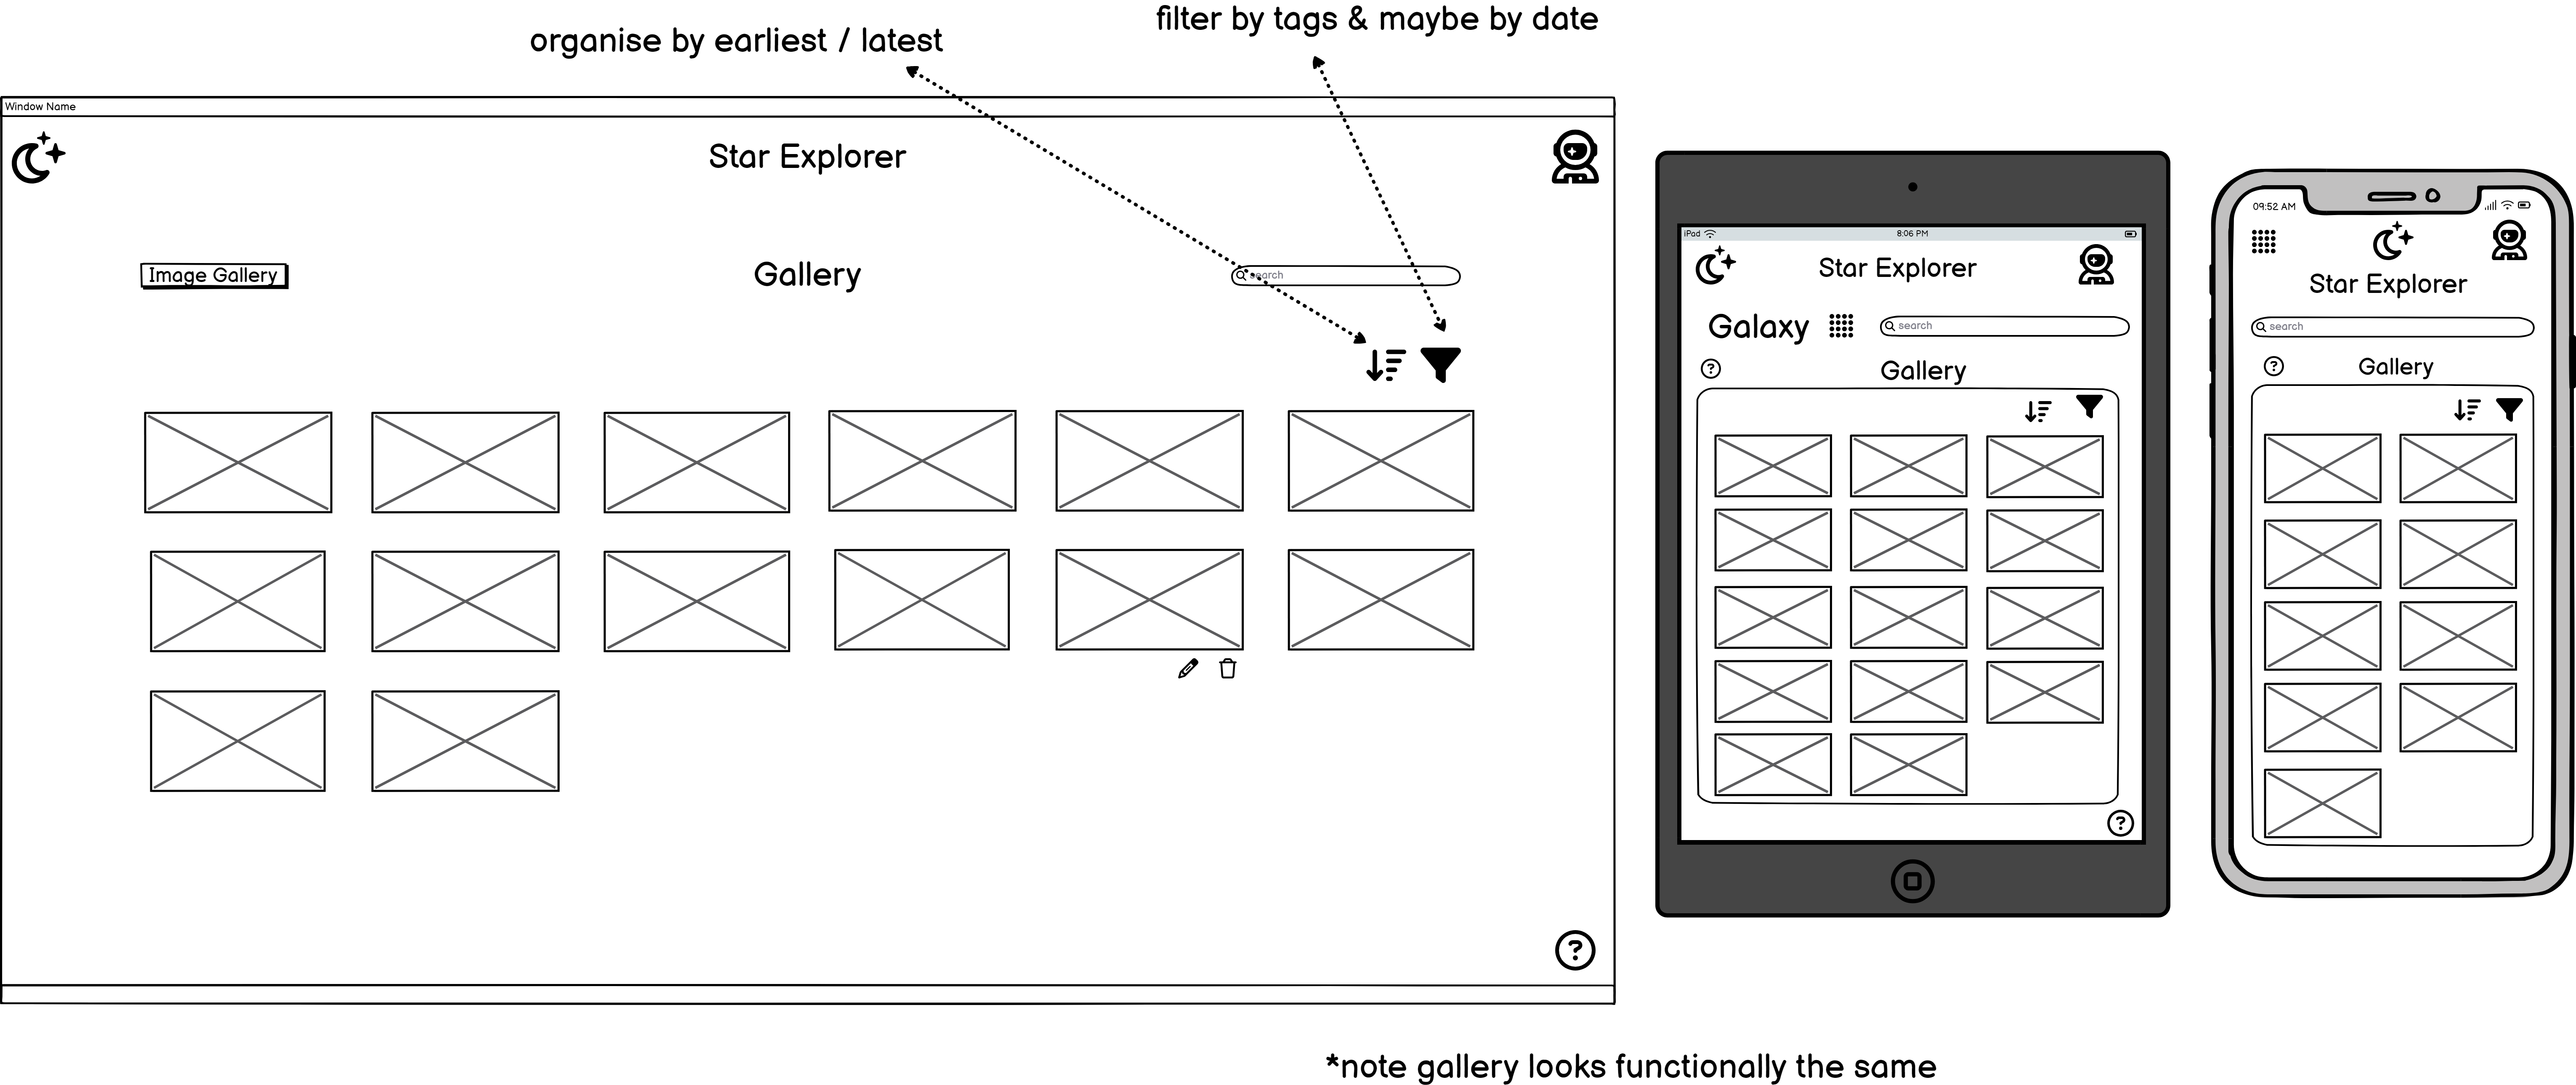 filter by tags & maybe by date
organise by earliest / latest
Window Name
Star Explorer
Image Gallery
Gallery
search
iPad
8:06 PM
Star Explorer
Galaxy
search
?
Gallery
?
09:52 AM
Star Explorer
search
?
Gallery
?
*note gallery looks functionally the same